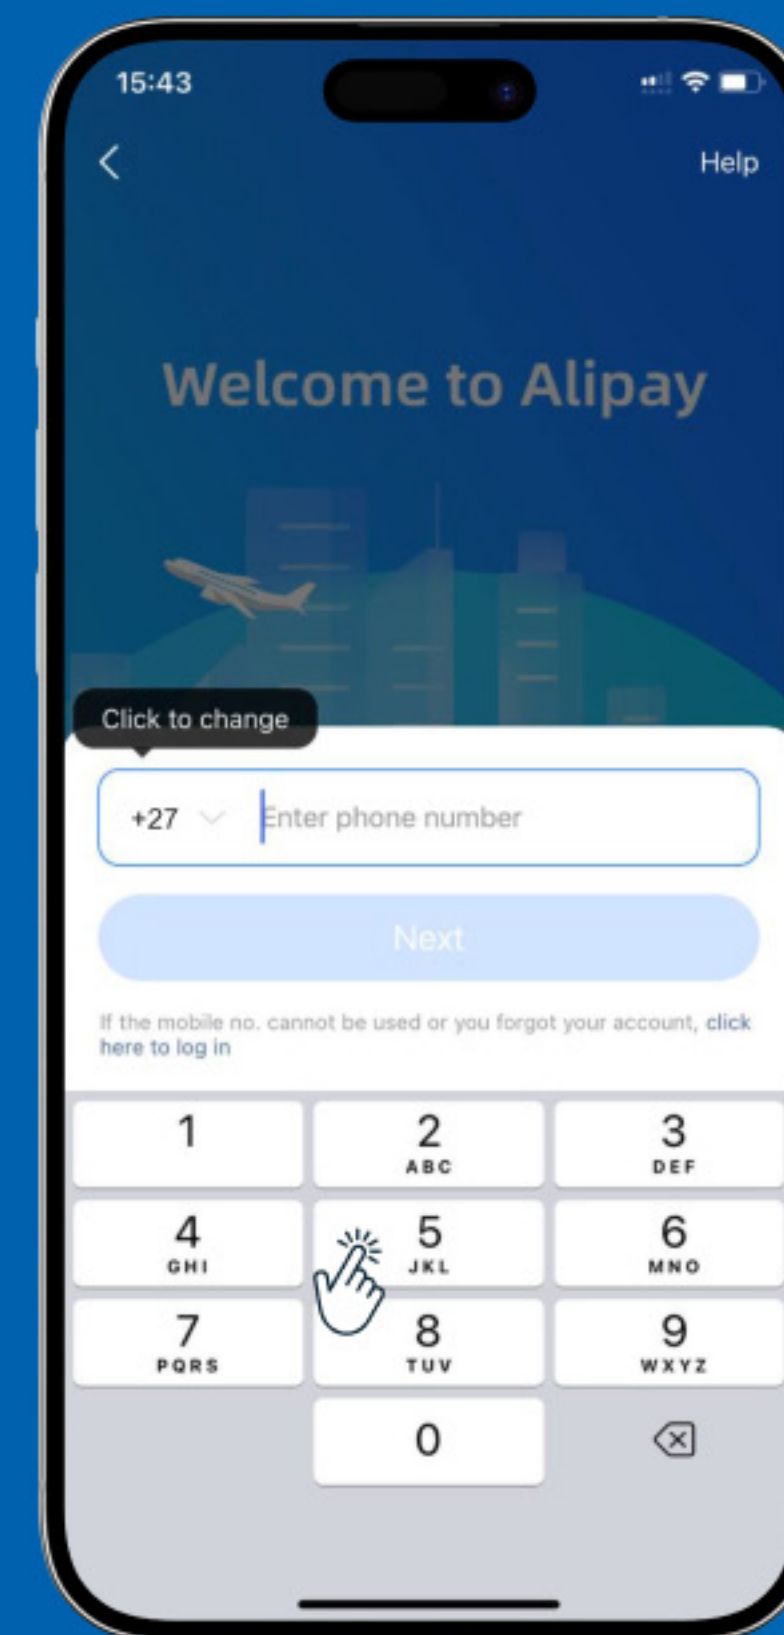 15:43
Help
Welcome to Alipay
Click to change
+27 Enter phone number
Next
If the mobile no. cannot be used or you forgot your account, click
here to log in
1 2 3
ABC DEF
4 5 6
GHI JKL MNO
7 8 9
PQRS TUV WXYZ
0